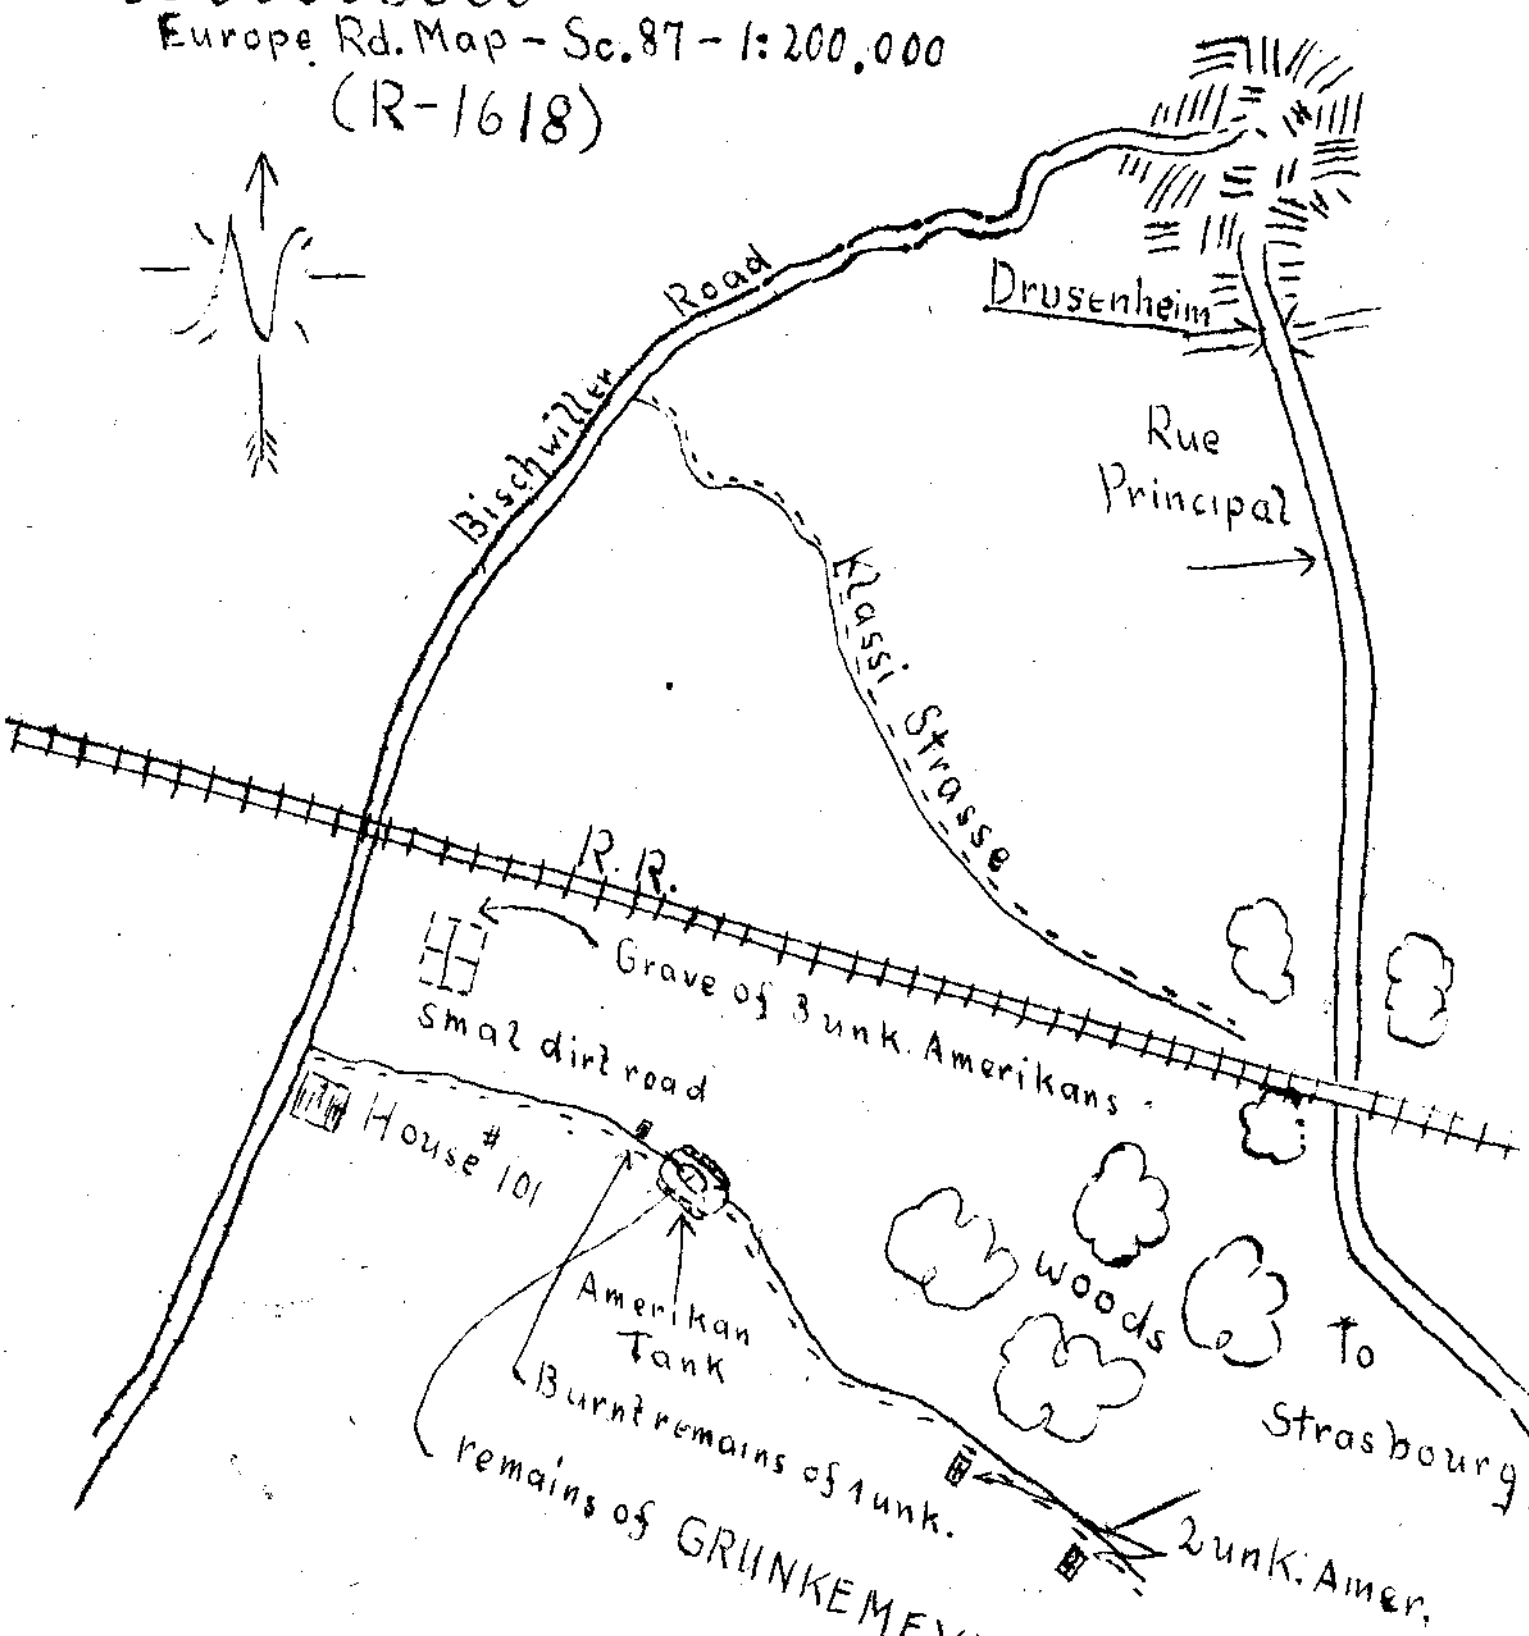 Europe Rd. Map - Sc. 87 - 1:200.000
(R-1618)
N
Road
Bischwiller
Drusenheim
Rue
Principal
Klassi Strasse
R.R.
Grave of 3 unk. Amerikans
smal dirt road
House # 101
Amerikan
Tank
Burnt remains of 1 unk.
remains of GRUNKEMEY
woods
To
Strasbourg
2 unk. Amer.